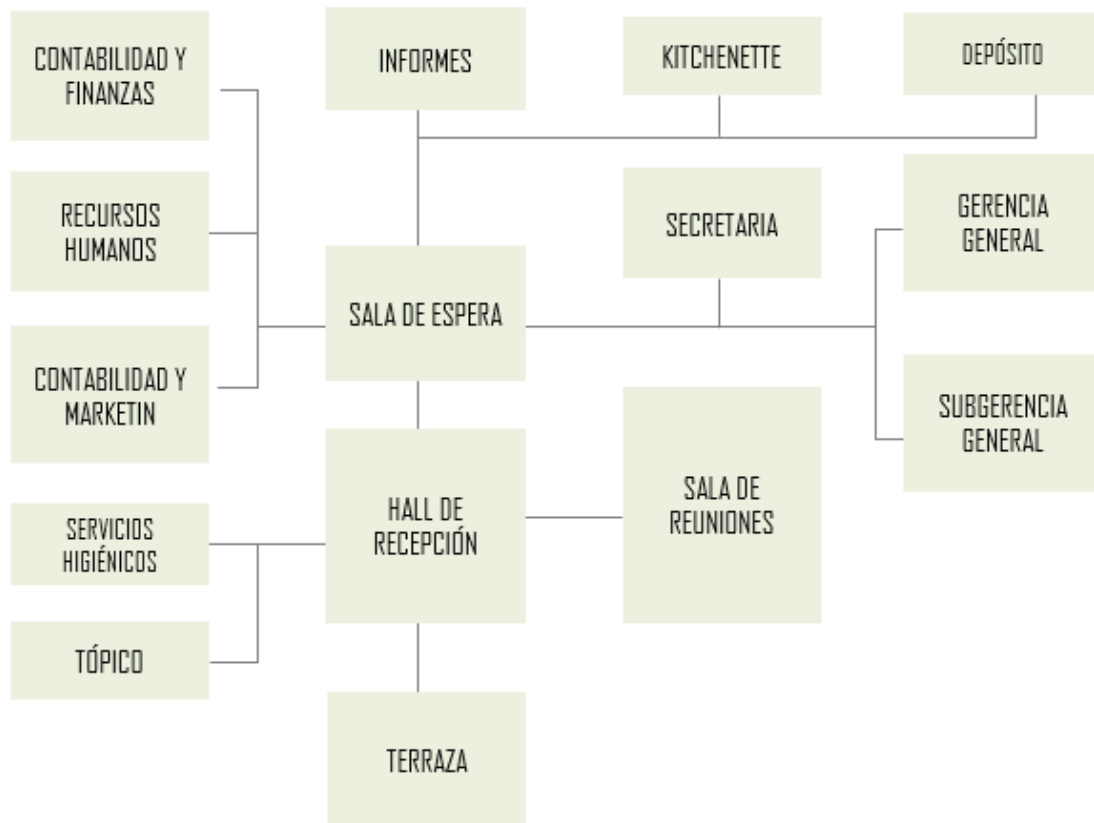 CONTABILIDAD Y
FINANZAS
INFORMES
KITCHENETTE
DEPÓSITO
RECURSOS
HUMANOS
SECRETARIA
GERENCIA
GENERAL
SALA DE ESPERA
CONTABILIDAD Y
MARKETIN
SUBGERENCIA
GENERAL
HALL DE
RECEPCIÓN
SALA DE
REUNIONES
SERVICIOS
HIGIÉNICOS
TÓPICO
TERRAZA